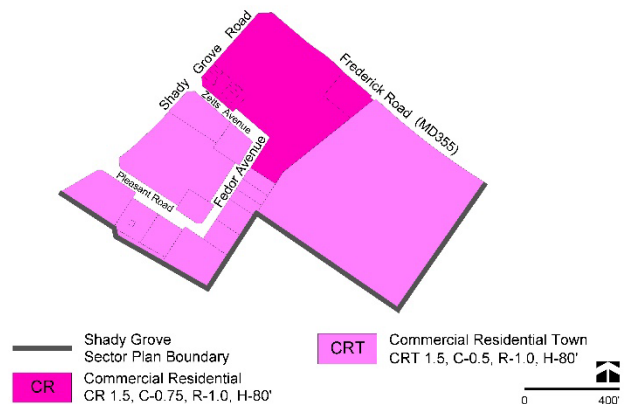 Shady Grove Road
Frederick Road (MD355)
Zeits Avenue
Fedor Avenue
Pleasant Road
Shady Grove
Sector Plan Boundary
CR
Commercial Residential
CR 1.5, C-0.75, R-1.0, H-80'
CRT
Commercial Residential Town
CRT 1.5, C-0.5, R-1.0, H-80'
0
400'